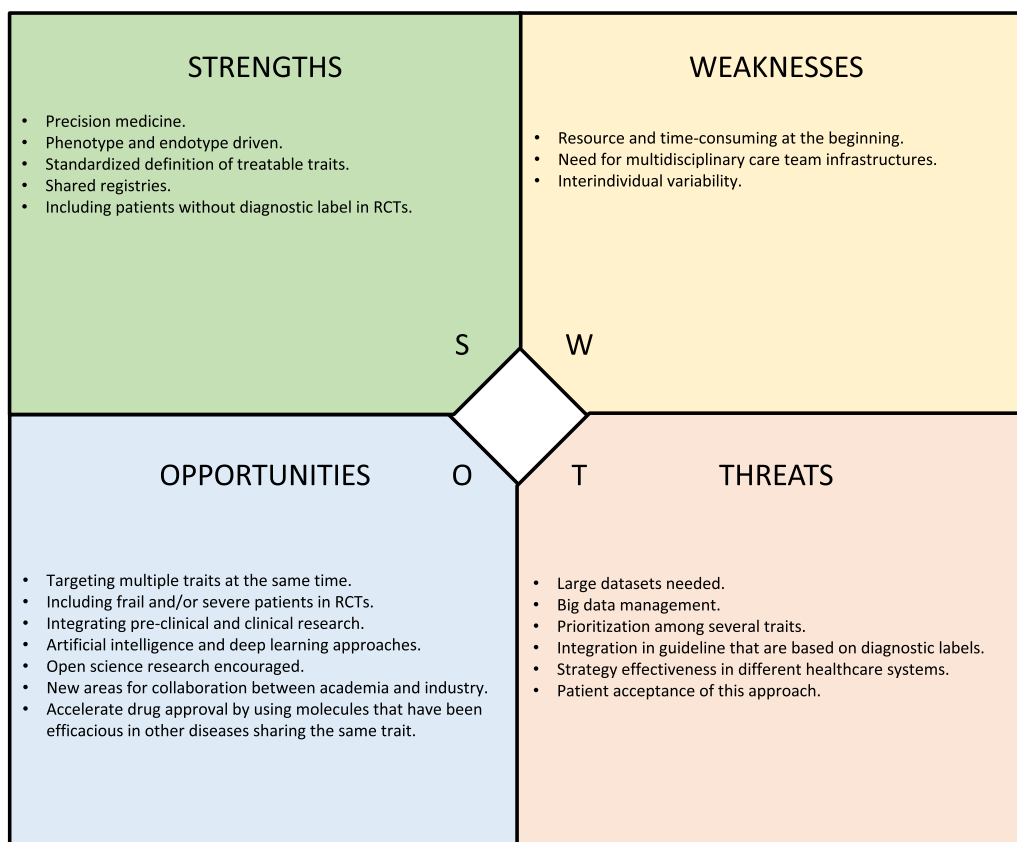 STRENGTHS
• Precision medicine.
• Phenotype and endotype driven.
• Standardized definition of treatable traits.
• Shared registries.
• Including patients without diagnostic label in RCTs.
S
WEAKNESSES
• Resource and time-consuming at the beginning.
• Need for multidisciplinary care team infrastructures.
• Interindividual variability.
W
OPPORTUNITIES
O
• Targeting multiple traits at the same time.
• Including frail and/or severe patients in RCTs.
• Integrating pre-clinical and clinical research.
• Artificial intelligence and deep learning approaches.
• Open science research encouraged.
• New areas for collaboration between academia and industry.
• Accelerate drug approval by using molecules that have been
efficacious in other diseases sharing the same trait.
T
THREATS
• Large datasets needed.
• Big data management.
• Prioritization among several traits.
• Integration in guideline that are based on diagnostic labels.
• Strategy effectiveness in different healthcare systems.
• Patient acceptance of this approach.